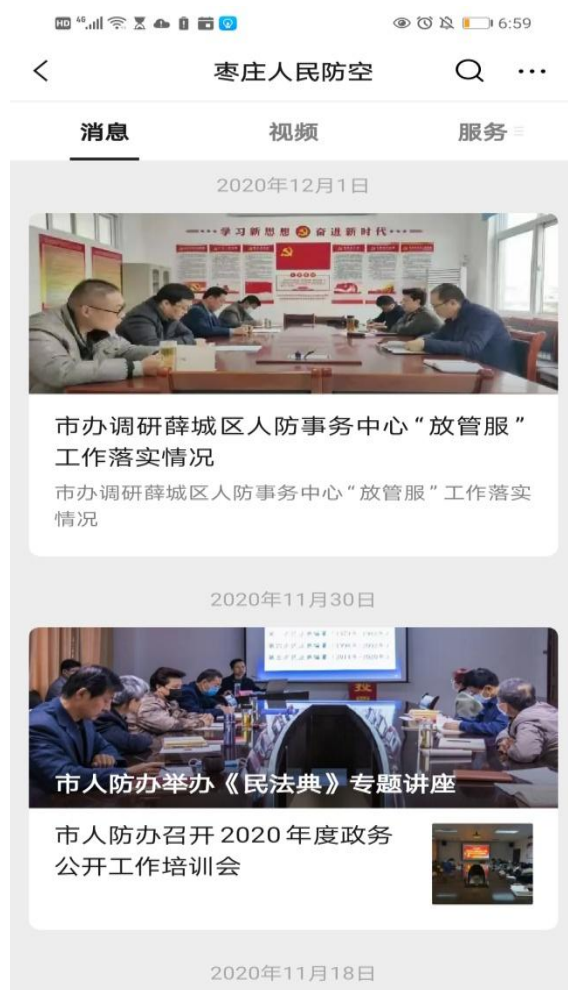 HD 46 6:59
枣庄人民防空
消息 视频 服务
2020年12月1日
学习新思想 奋进新时代
市办调研薛城区人防事务中心“放管服”
工作落实情况
市办调研薛城区人防事务中心“放管服”工作落实
情况
2020年11月30日
市人防办举办《民法典》专题讲座
市人防办召开2020年度政务
公开工作培训会
2020年11月18日